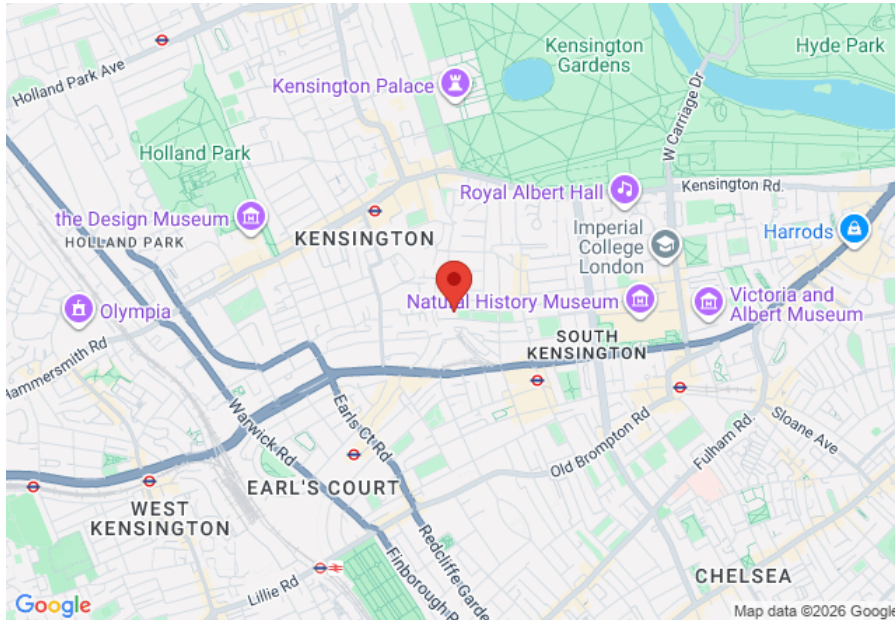 Holland Park Ave
Kensington
Gardens
Hyde Park
Kensington Palace
W Carriage Dr
Holland Park
Royal Albert Hall
Kensington Rd.
the Design Museum
HOLLAND PARK
KENSINGTON
Imperial
College
London
Harrods
Olympia
Natural History Museum
Victoria and
Albert Museum
SOUTH
KENSINGTON
Hammersmith Rd
Warwick Rd
Earls Ct Rd
Old Brompton Rd
Fulham Rd.
Sloane Ave
EARL'S COURT
WEST
KENSINGTON
Redcliffe Garde
Finborough R
Lillie Rd
CHELSEA
Google
Map data ©2026 Google